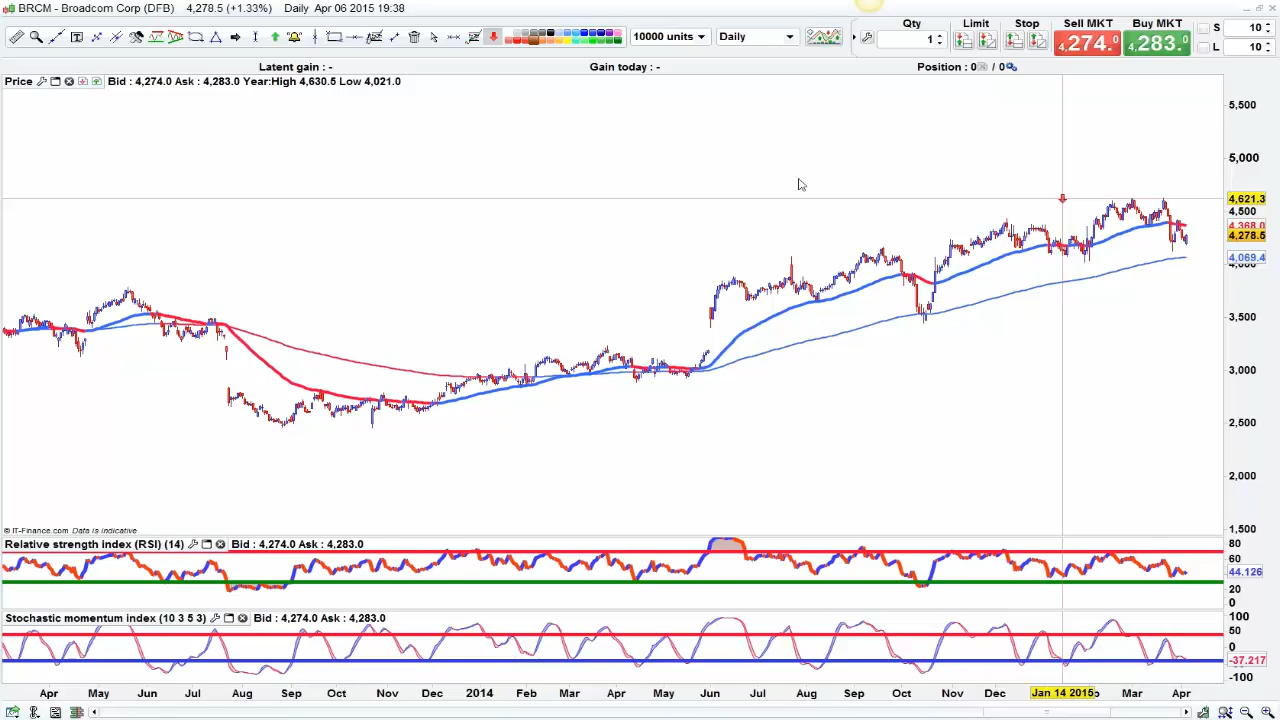 BRCM - Broadcom Corp (DFB) 4,278.5 (+1.33%) Daily Apr 06 2015 19:38
Qty Limit Stop Sell MKT Buy MKT S 10
10000 units Daily 1 4,274.0 4,283.0 L 10
Latent gain : - Gain today : - Position : 0 / 0
Price Bid : 4,274.0 Ask : 4,283.0 Year:High 4,630.5 Low 4,021.0
5,500
5,000
4,621.3
4,500
4,368.0
4,278.5
4,069.4
4,000
3,500
3,000
2,500
2,000
1,500
© IT-Finance.com Data is indicative
Relative strength index (RSI) (14) Bid : 4,274.0 Ask : 4,283.0
80
60
44.126
20
0
Stochastic momentum index (10 3 5 3) Bid : 4,274.0 Ask : 4,283.0
100
50
0
-37.217
-100
Apr May Jun Jul Aug Sep Oct Nov Dec 2014 Feb Mar Apr May Jun Jul Aug Sep Oct Nov Dec Jan 14 2015 Mar Apr